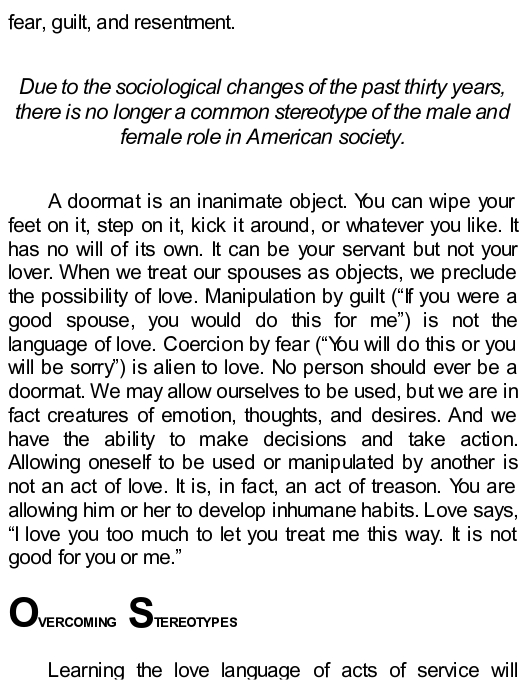 fear, guilt, and resentment.
Due to the sociological changes of the past thirty years,
there is no longer a common stereotype of the male and
female role in American society.
A doormat is an inanimate object. You can wipe your
feet on it, step on it, kick it around, or whatever you like. It
has no will of its own. It can be your servant but not your
lover. When we treat our spouses as objects, we preclude
the possibility of love. Manipulation by guilt (“If you were a
good spouse, you would do this for me”) is not the
language of love. Coercion by fear (“You will do this or you
will be sorry”) is alien to love. No person should ever be a
doormat. We may allow ourselves to be used, but we are in
fact creatures of emotion, thoughts, and desires. And we
have the ability to make decisions and take action.
Allowing oneself to be used or manipulated by another is
not an act of love. It is, in fact, an act of treason. You are
allowing him or her to develop inhumane habits. Love says,
“I love you too much to let you treat me this way. It is not
good for you or me.”
OVERCOMING STEREOTYPES
Learning the love language of acts of service will